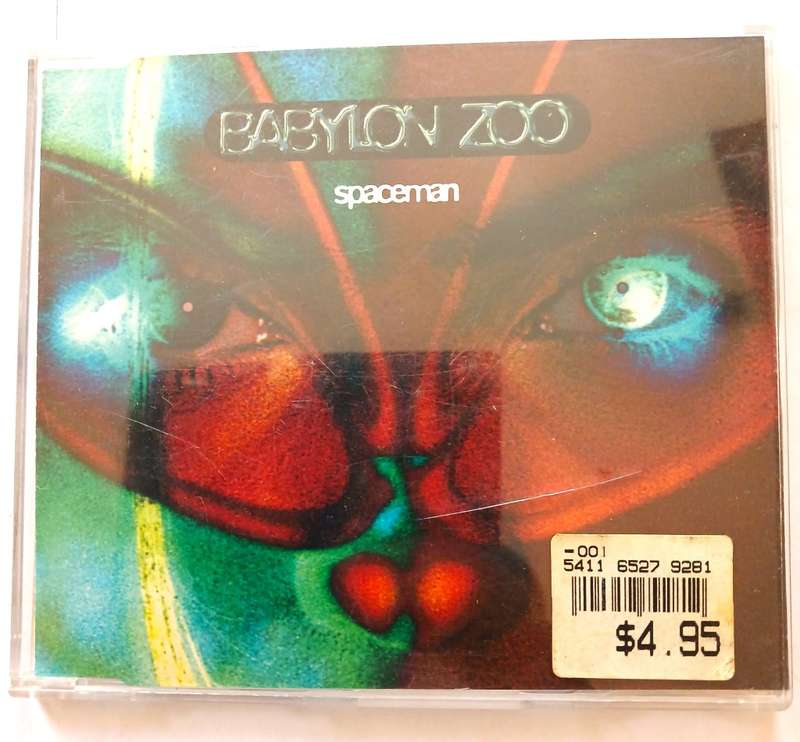 BABYLON ZOO
spaceman
-001
5411 6527 9281
$4.95